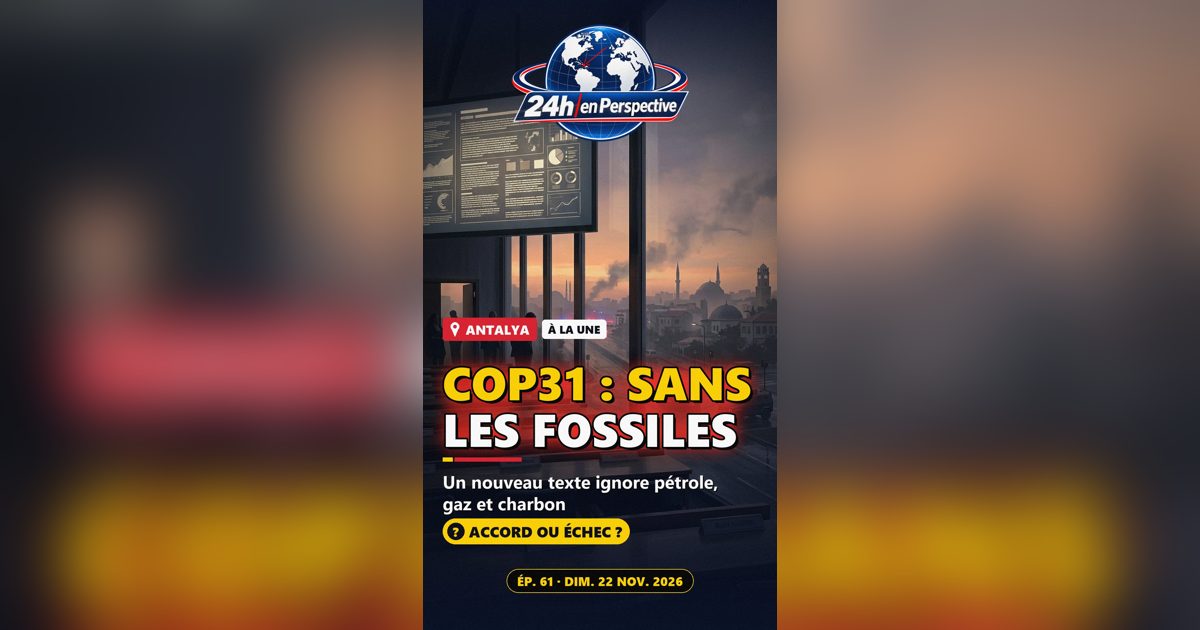 24h/en Perspective
ANTALYA
À LA UNE
COP31 : SANS
LES FOSSILES
Un nouveau texte ignore pétrole,
gaz et charbon
? ACCORD OU ÉCHEC ?
ÉP. 61 · DIM. 22 NOV. 2026